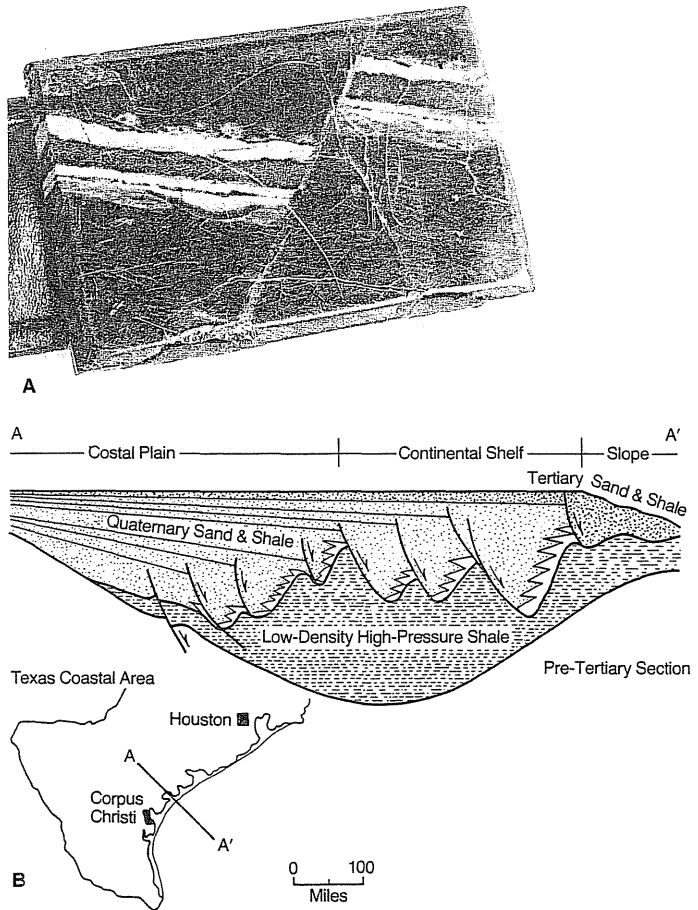 A
A
A'
Costal Plain
Continental Shelf
Slope
Tertiary Sand & Shale
Quaternary Sand & Shale
Low-Density High-Pressure Shale
Pre-Tertiary Section
Texas Coastal Area
Houston
A
Corpus
Christi
A'
B
0 100
Miles